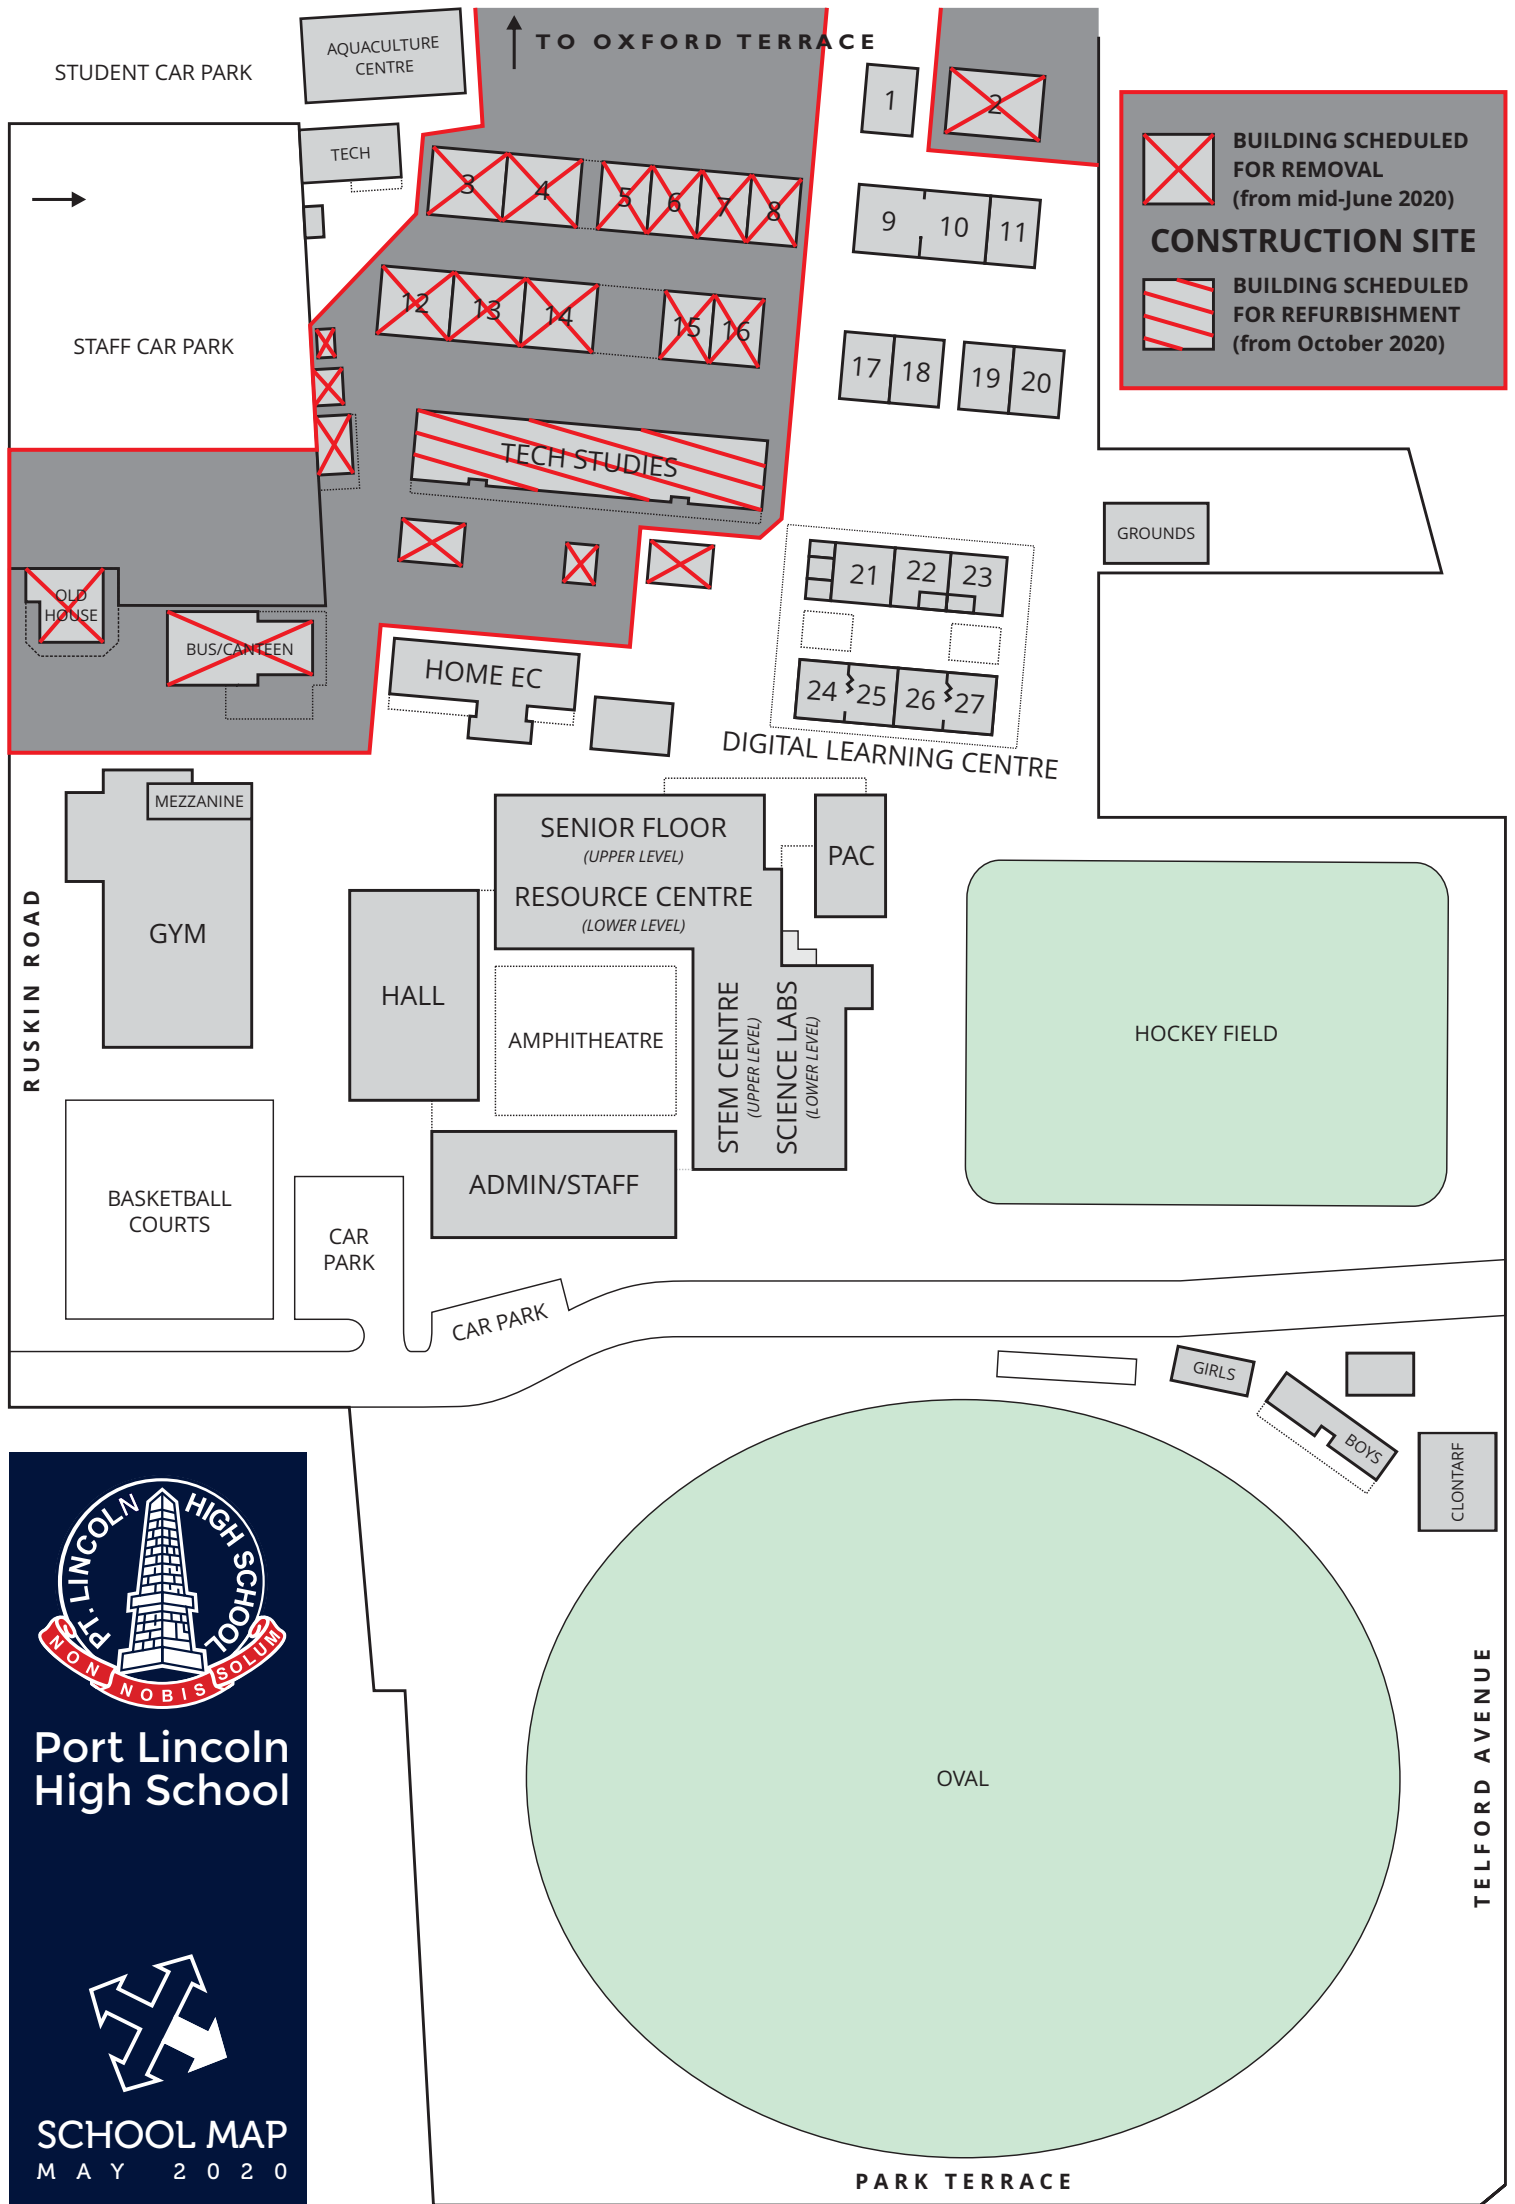 AQUACULTURE
CENTRE
TO OXFORD TERRACE
STUDENT CAR PARK
1
2
TECH
3
4
5
6
7
8
9
10
11
BUILDING SCHEDULED
FOR REMOVAL
(from mid-June 2020)
CONSTRUCTION SITE
BUILDING SCHEDULED
FOR REFURBISHMENT
(from October 2020)
12
13
14
15
16
STAFF CAR PARK
17
18
19
20
TECH STUDIES
GROUNDS
21
22
23
OLD
HOUSE
BUS/CANTEEN
HOME EC
24
25
26
27
DIGITAL LEARNING CENTRE
MEZZANINE
GYM
SENIOR FLOOR
(UPPER LEVEL)
RESOURCE CENTRE
(LOWER LEVEL)
PAC
RUSKIN ROAD
HALL
AMPHITHEATRE
STEM CENTRE
(UPPER LEVEL)
SCIENCE LABS
(LOWER LEVEL)
HOCKEY FIELD
ADMIN/STAFF
BASKETBALL
COURTS
CAR
PARK
CAR PARK
GIRLS
BOYS
CLONTARF
PT. LINCOLN HIGH SCHOOL
NON NOBIS SOLUM
Port Lincoln
High School
OVAL
TELFORD AVENUE
SCHOOL MAP
MAY 2020
PARK TERRACE